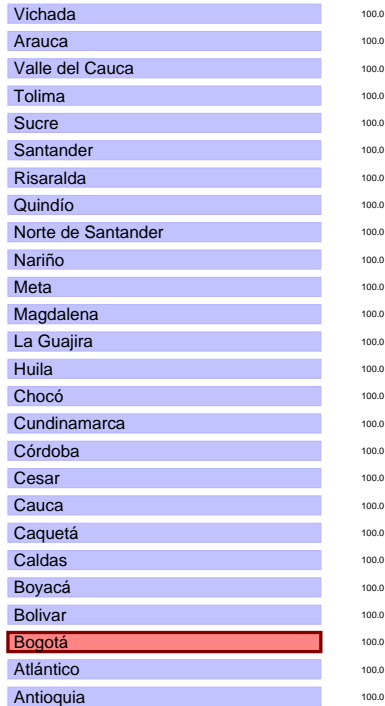 Vichada 100.0
Arauca 100.0
Valle del Cauca 100.0
Tolima 100.0
Sucre 100.0
Santander 100.0
Risaralda 100.0
Quindío 100.0
Norte de Santander 100.0
Nariño 100.0
Meta 100.0
Magdalena 100.0
La Guajira 100.0
Huila 100.0
Chocó 100.0
Cundinamarca 100.0
Córdoba 100.0
Cesar 100.0
Cauca 100.0
Caquetá 100.0
Caldas 100.0
Boyacá 100.0
Bolivar 100.0
Bogotá 100.0
Atlántico 100.0
Antioquia 100.0